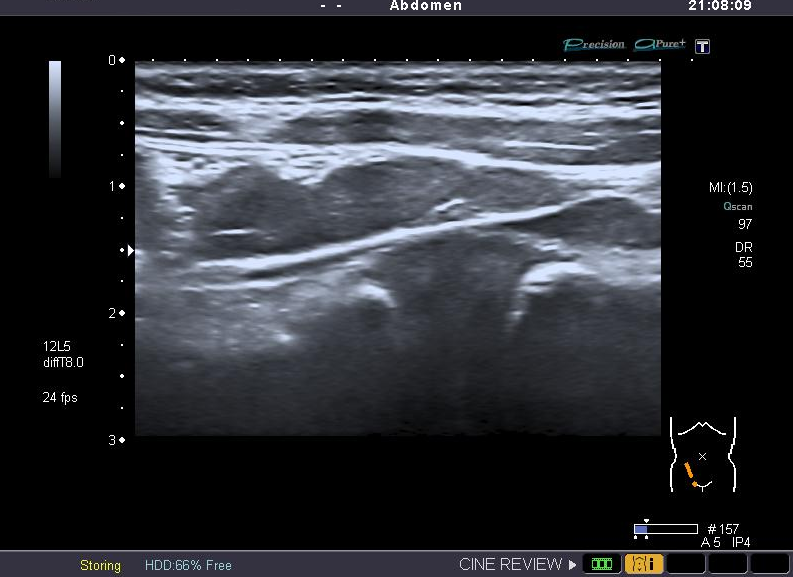 - - Abdomen 21:08:09
Precision APure+ T
0
1
2
3
MI:(1.5)
Qscan
97
DR
55
12L5
diffT8.0
24 fps
#157
A 5 IP4
Storing HDD:66% Free CINE REVIEW
i